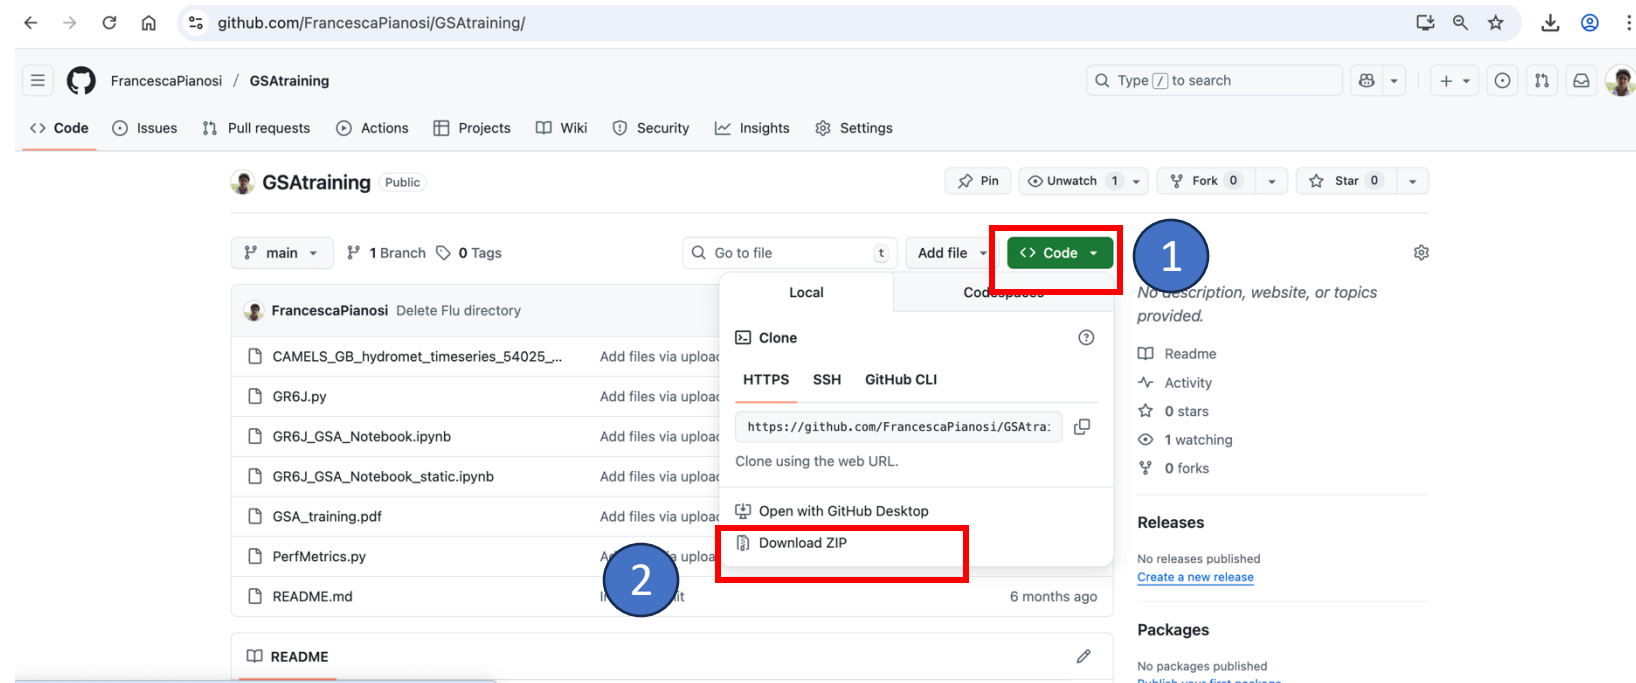 github.com/FrancescaPianosi/GSAtraining/
FrancescaPianosi / GSAtraining
Type / to search
Code
Issues
Pull requests
Actions
Projects
Wiki
Security
Insights
Settings
GSAtraining Public
Pin
Unwatch 1
Fork 0
Star 0
main
1 Branch
0 Tags
Go to file t
Add file
<> Code
1
Local
Codespaces
No description, website, or topics
provided.
FrancescaPianosi Delete Flu directory
Clone
Readme
CAMELS_GB_hydromet_timeseries_54025_... Add files via upload
HTTPS SSH GitHub CLI
Activity
GR6J.py Add files via upload
0 stars
https://github.com/FrancescaPianosi/GSAtra:
GR6J_GSA_Notebook.ipynb Add files via upload
1 watching
Clone using the web URL.
0 forks
GR6J_GSA_Notebook_static.ipynb Add files via upload
Open with GitHub Desktop
GSA_training.pdf Add files via upload
Releases
Download ZIP
PerfMetrics.py
No releases published
2
Create a new release
README.md 6 months ago
Packages
README
No packages published
Publish your first package